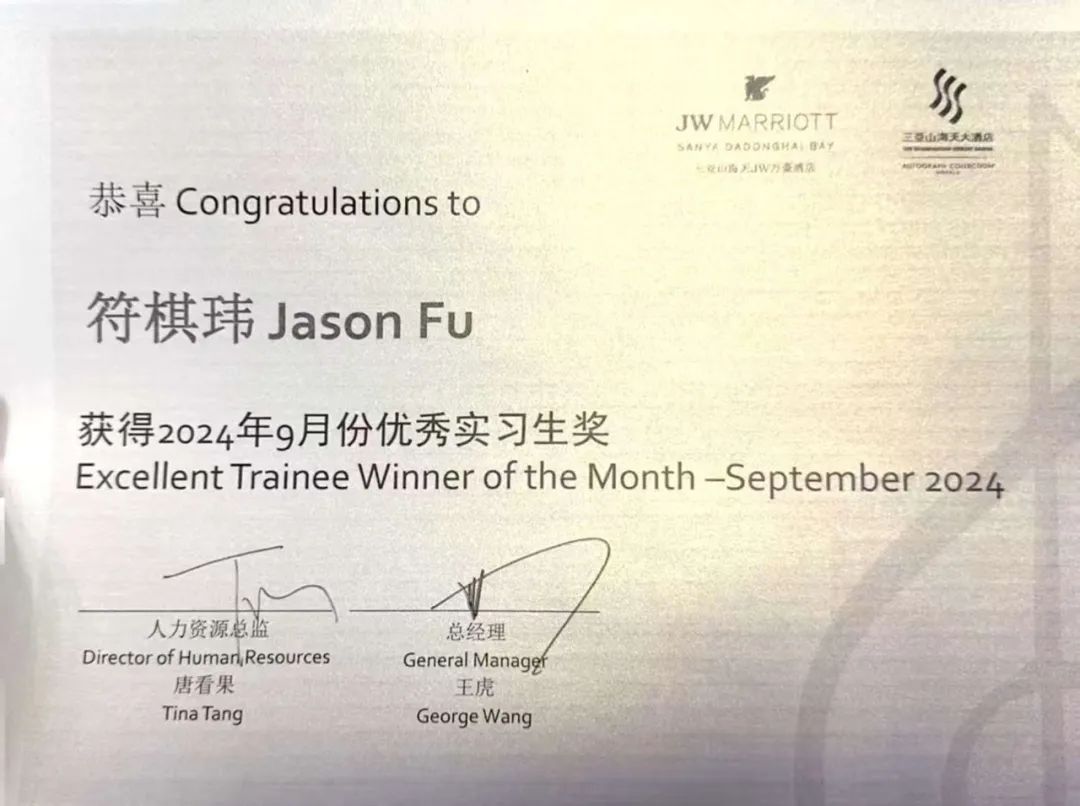 JW MARRIOTT
SANYA DADONGHAI BAY
三亚山海天JW万豪酒店
三亚山海天大酒店
AUTOGRAPH COLLECTION
HOTELS
恭喜 Congratulations to
符棋玮 Jason Fu
获得2024年9月份优秀实习生奖
Excellent Trainee Winner of the Month –September 2024
人力资源总监
Director of Human Resources
唐看果
Tina Tang
总经理
General Manager
王虎
George Wang